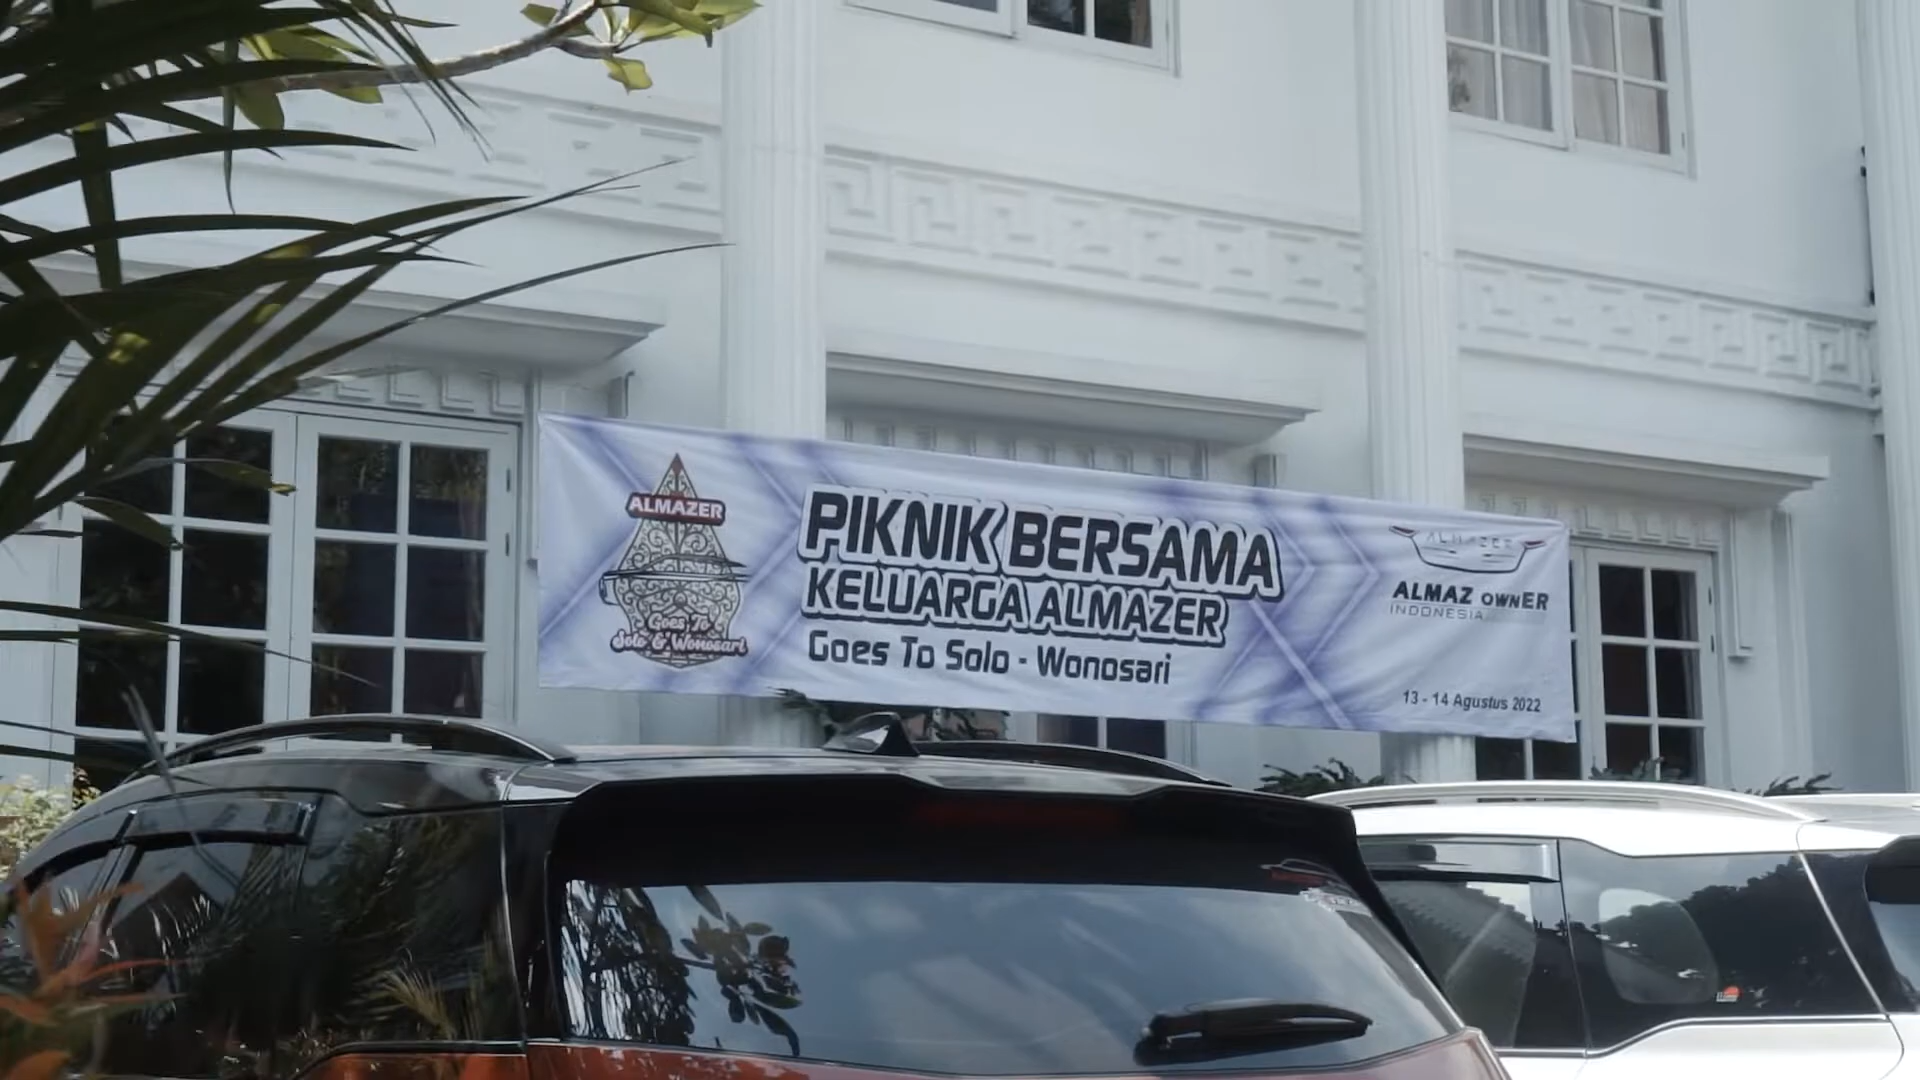 ALMAZER
Goes To
Solo & Wonosari
PIKNIK BERSAMA
KELUARGA ALMAZER
Goes To Solo - Wonosari
ALMAZER
ALMAZ OWNER
INDONESIA
13 - 14 Agustus 2022